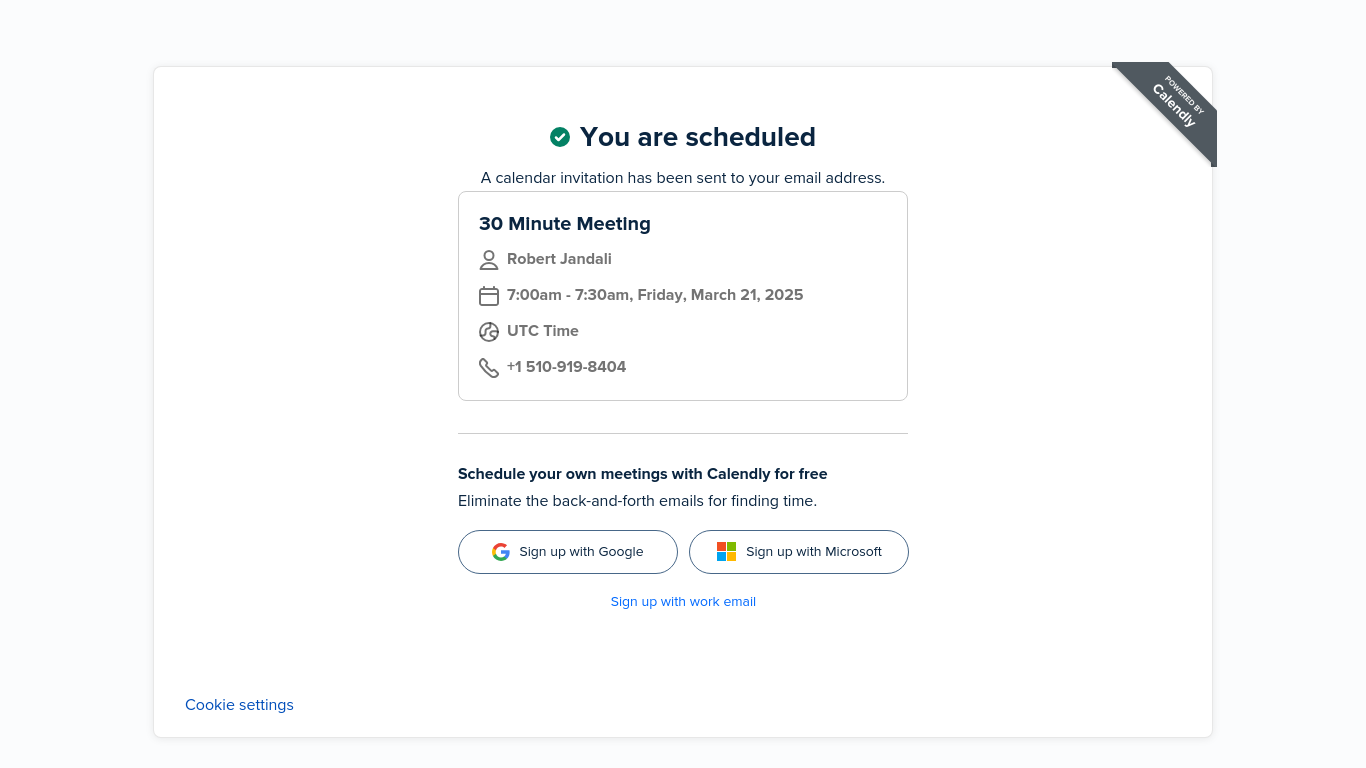 POWERED BY
Calendly
You are scheduled
A calendar invitation has been sent to your email address.
30 Minute Meeting
Robert Jandali
7:00am - 7:30am, Friday, March 21, 2025
UTC Time
+1 510-919-8404
Schedule your own meetings with Calendly for free
Eliminate the back-and-forth emails for finding time.
Sign up with Google
Sign up with Microsoft
Sign up with work email
Cookie settings